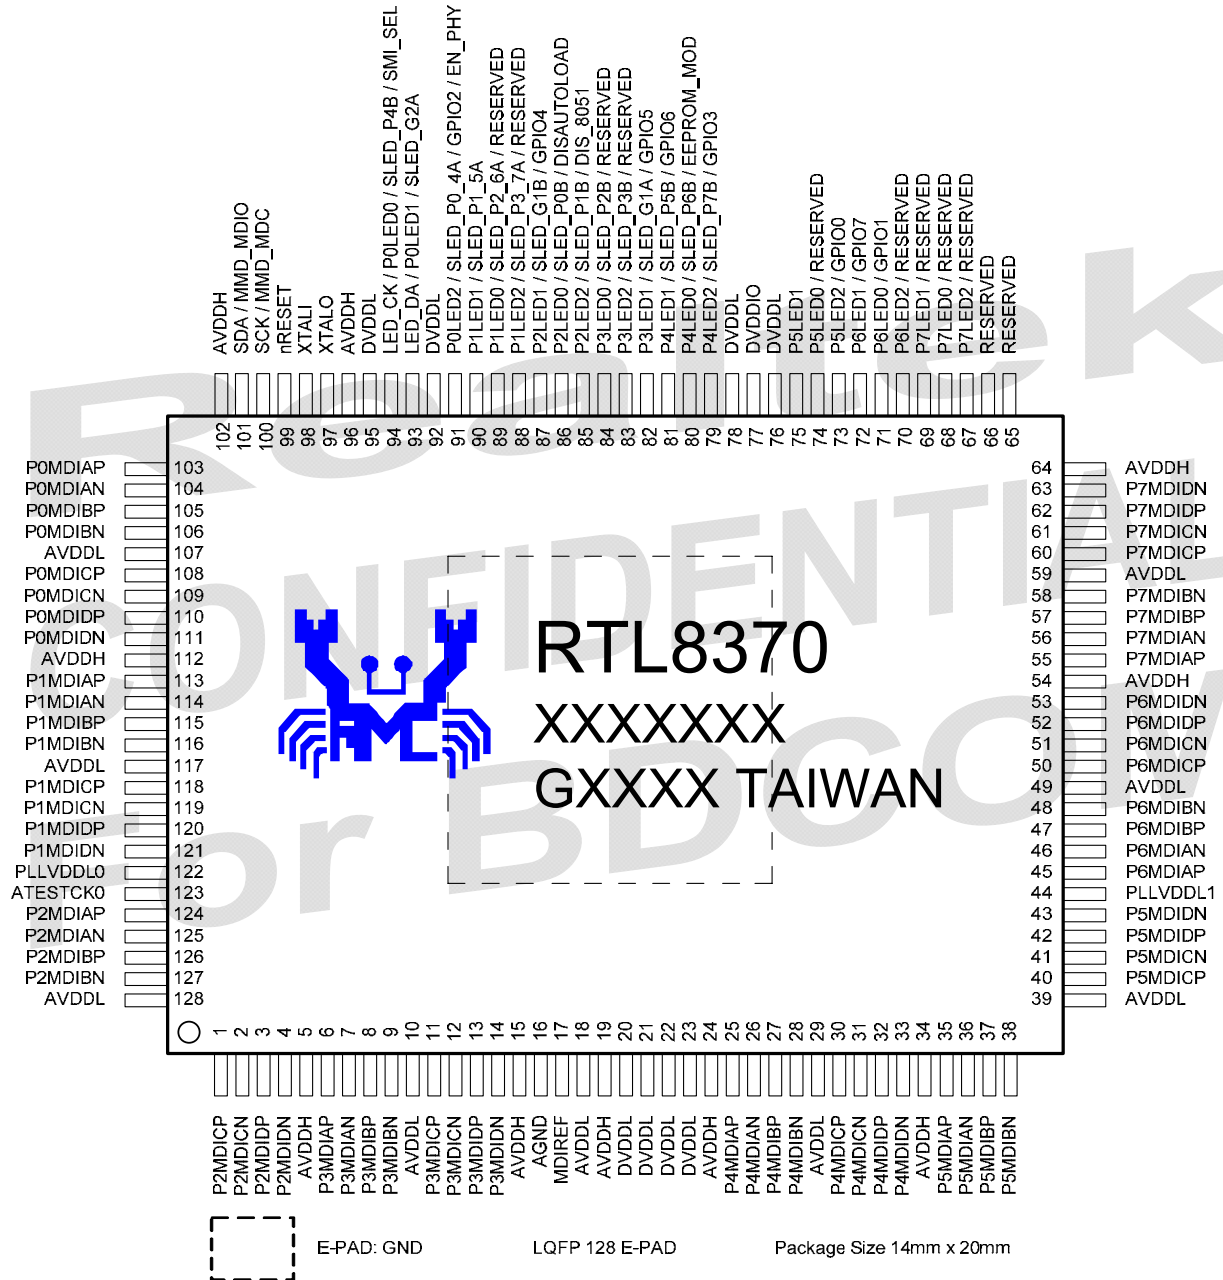 AVDDH
SDA / MMD_MDIO
SCK / MMD_MDC
nRESET
XTALI
XTALO
AVDDH
DVDDL
LED_CK / P0LED0 / SLED_P4B / SMI_SEL
LED_DA / P0LED1 / SLED_G2A
DVDDL
P0LED2 / SLED_P0_4A / GPIO2 / EN_PHY
P1LED1 / SLED_P1_5A
P1LED0 / SLED_P2_6A / RESERVED
P1LED2 / SLED_P3_7A / RESERVED
P2LED1 / SLED_G1B / GPIO4
P2LED0 / SLED_P0B / DISAUTOLOAD
P2LED2 / SLED_P1B / DIS_8051
P3LED0 / SLED_P2B / RESERVED
P3LED2 / SLED_P3B / RESERVED
P3LED1 / SLED_G1A / GPIO5
P4LED1 / SLED_P5B / GPIO6
P4LED0 / SLED_P6B / EEPROM_MOD
P4LED2 / SLED_P7B / GPIO3
DVDDL
DVDDIO
DVDDL
P5LED1
P5LED0 / RESERVED
P5LED2 / GPIO0
P6LED1 / GPIO7
P6LED0 / GPIO1
P6LED2 / RESERVED
P7LED1 / RESERVED
P7LED0 / RESERVED
P7LED2 / RESERVED
RESERVED
RESERVED
102 101 100 99 98 97 96 95 94 93 92 91 90 89 88 87 86 85 84 83 82 81 80 79 78 77 76 75 74 73 72 71 70 69 68 67 66 65
P0MDIAP 103
P0MDIAN 104
P0MDIBP 105
P0MDIBN 106
AVDDL 107
P0MDICP 108
P0MDICN 109
P0MDIDP 110
P0MDIDN 111
AVDDH 112
P1MDIAP 113
P1MDIAN 114
P1MDIBP 115
P1MDIBN 116
AVDDL 117
P1MDICP 118
P1MDICN 119
P1MDIDP 120
P1MDIDN 121
PLLVDDL0 122
ATESTCK0 123
P2MDIAP 124
P2MDIAN 125
P2MDIBP 126
P2MDIBN 127
AVDDL 128
Realtek
CONFIDENTIAL
For BDCOM
RTL8370
XXXXXXX
GXXXX TAIWAN
64 AVDDH
63 P7MDIDN
62 P7MDIDP
61 P7MDICN
60 P7MDICP
59 AVDDL
58 P7MDIBN
57 P7MDIBP
56 P7MDIAN
55 P7MDIAP
54 AVDDH
53 P6MDIDN
52 P6MDIDP
51 P6MDICN
50 P6MDICP
49 AVDDL
48 P6MDIBN
47 P6MDIBP
46 P6MDIAN
45 P6MDIAP
44 PLLVDDL1
43 P5MDIDN
42 P5MDIDP
41 P5MDICN
40 P5MDICP
39 AVDDL
1 2 3 4 5 6 7 8 9 10 11 12 13 14 15 16 17 18 19 20 21 22 23 24 25 26 27 28 29 30 31 32 33 34 35 36 37 38
P2MDICP
P2MDICN
P2MDIDP
P2MDIDN
AVDDH
P3MDIAP
P3MDIAN
P3MDIBP
P3MDIBN
AVDDL
P3MDICP
P3MDICN
P3MDIDP
P3MDIDN
AVDDH
AGND
MDIREF
AVDDL
AVDDH
DVDDL
DVDDL
DVDDL
DVDDL
AVDDH
P4MDIAP
P4MDIAN
P4MDIBP
P4MDIBN
AVDDL
P4MDICP
P4MDICN
P4MDIDP
P4MDIDN
AVDDH
P5MDIAP
P5MDIAN
P5MDIBP
P5MDIBN
E-PAD: GND LQFP 128 E-PAD Package Size 14mm x 20mm